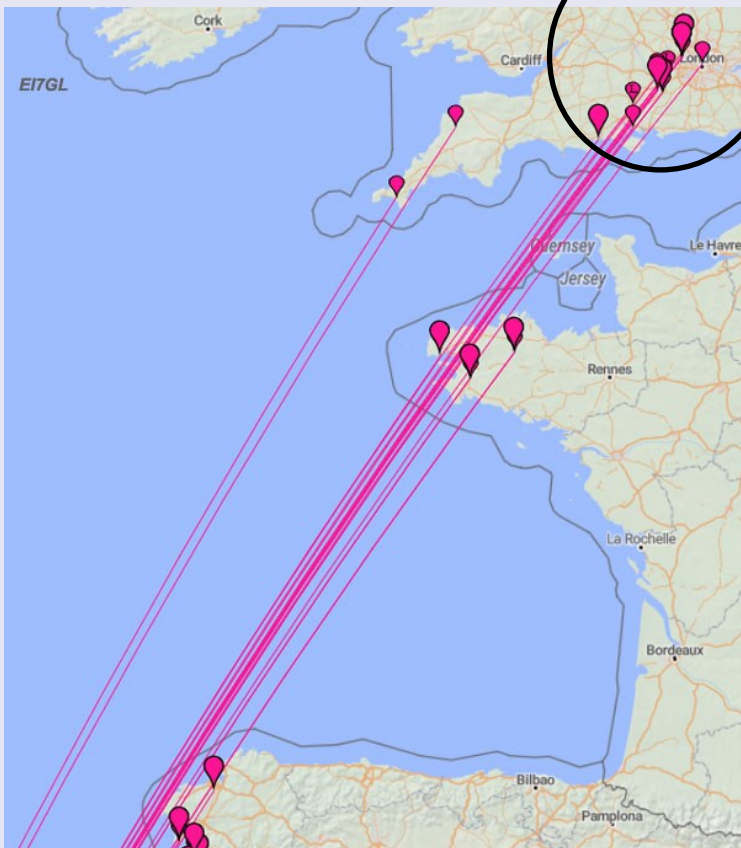 Cork
EI7GL
Cardiff
London
Guernsey
Jersey
Le Havre
Rennes
La Rochelle
Bordeaux
Bilbao
Pamplona